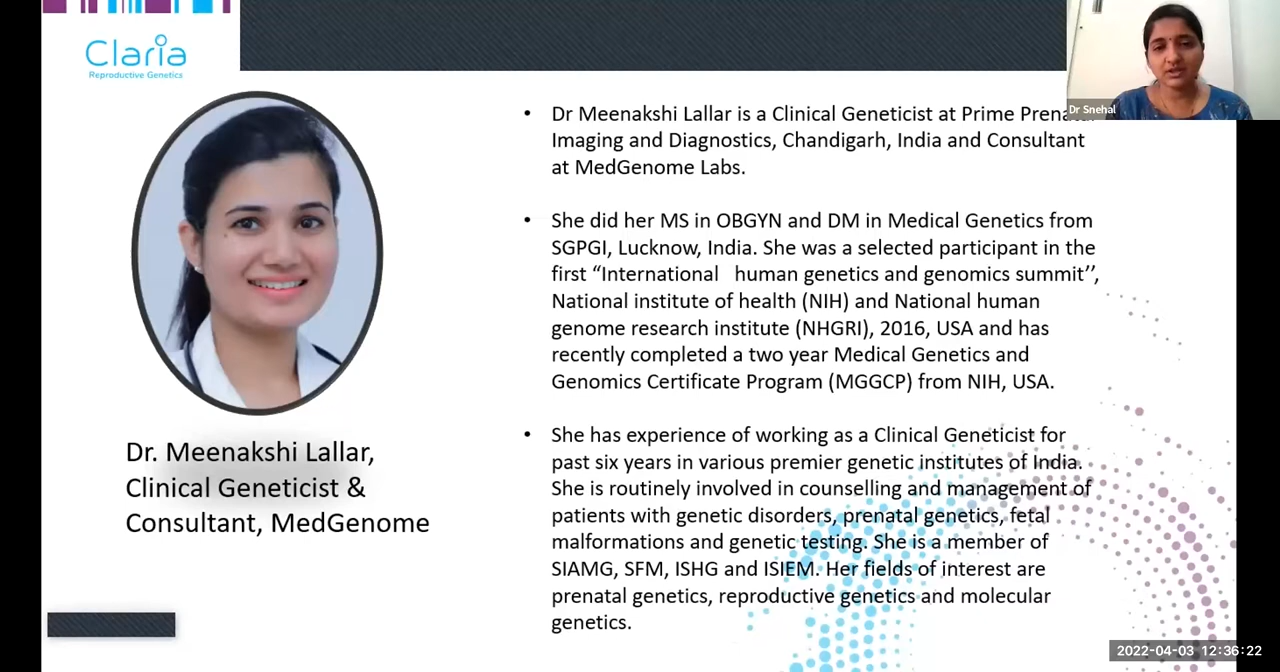 Claria
Reproductive Genetics
Dr Snehal
• Dr Meenakshi Lallar is a Clinical Geneticist at Prime
Imaging and Diagnostics, Chandigarh, India and Consultant
at MedGenome Labs.
• She did her MS in OBGYN and DM in Medical Genetics from
SGPGI, Lucknow, India. She was a selected participant in the
first “International human genetics and genomics summit’’,
National institute of health (NIH) and National human
genome research institute (NHGRI), 2016, USA and has
recently completed a two year Medical Genetics and
Genomics Certificate Program (MGGCP) from NIH, USA.
• She has experience of working as a Clinical Geneticist for
past six years in various premier genetic institutes of India.
She is routinely involved in counselling and management of
patients with genetic disorders, prenatal genetics, fetal
malformations and genetic testing. She is a member of
SIAMG, SFM, ISHG and ISIEM. Her fields of interest are
prenatal genetics, reproductive genetics and molecular
genetics.
Dr. Meenakshi Lallar,
Clinical Geneticist &
Consultant, MedGenome
2022-04-03 12:36:22